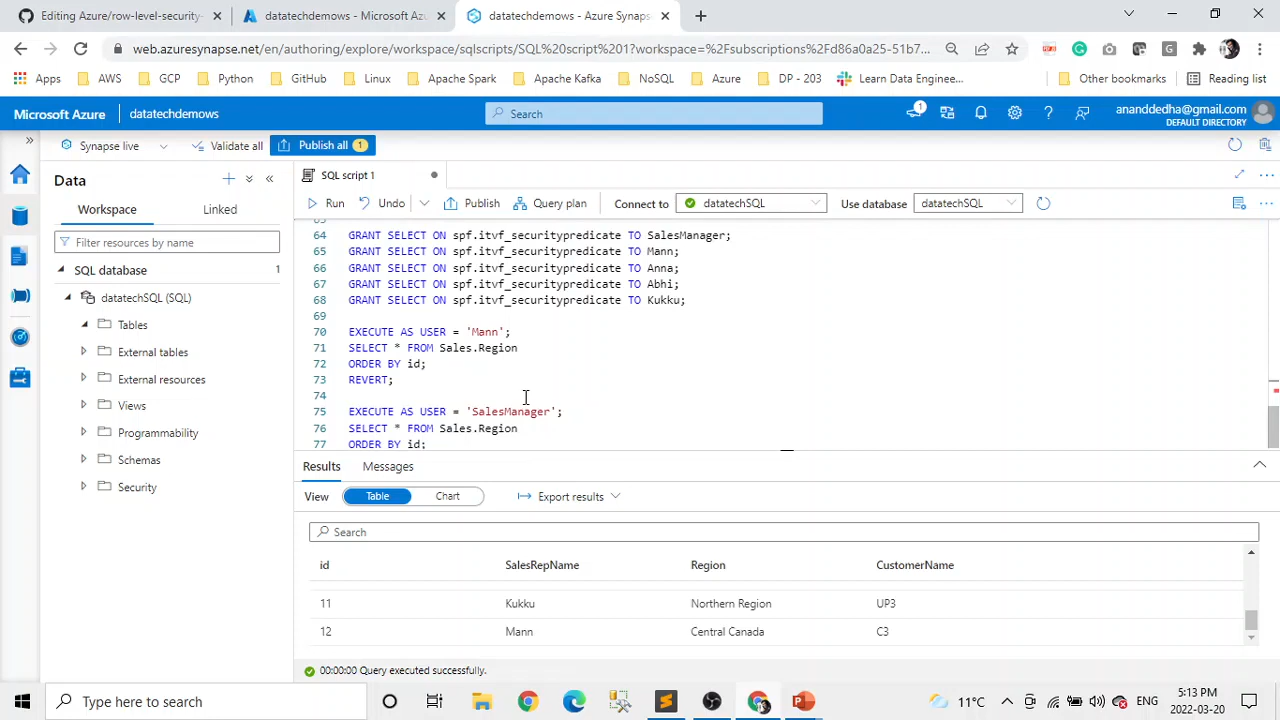 Editing Azure/row-level-security-
datatechdemows - Microsoft Az
datatechdemows - Azure Synaps
web.azuresynapse.net/en/authoring/explore/workspace/sqlscripts/SQL%20script%201?workspace=%2Fsubscriptions%2Fd86a0a25-51b7...
Apps
AWS
GCP
Python
GitHub
Linux
Apache Spark
Apache Kafka
NoSQL
Azure
DP - 203
Learn Data Enginee...
Other bookmarks
Reading list
Microsoft Azure
datatechdemows
Search
1
ananddedha@gmail.com
DEFAULT DIRECTORY
Synapse live
Validate all
Publish all 1
Data
Workspace
Linked
Filter resources by name
SQL database 1
datatechSQL (SQL)
Tables
External tables
External resources
Views
Programmability
Schemas
Security
SQL script 1
Run
Undo
Publish
Query plan
Connect to
datatechSQL
Use database
datatechSQL
64 GRANT SELECT ON spf.itvf_securitypredicate TO SalesManager;
65 GRANT SELECT ON spf.itvf_securitypredicate TO Mann;
66 GRANT SELECT ON spf.itvf_securitypredicate TO Anna;
67 GRANT SELECT ON spf.itvf_securitypredicate TO Abhi;
68 GRANT SELECT ON spf.itvf_securitypredicate TO Kukku;
69
70 EXECUTE AS USER = 'Mann';
71 SELECT * FROM Sales.Region
72 ORDER BY id;
73 REVERT;
74
75 EXECUTE AS USER = 'SalesManager';
76 SELECT * FROM Sales.Region
77 ORDER BY id;
Results
Messages
View
Table
Chart
Export results
Search
id SalesRepName Region CustomerName
11 Kukku Northern Region UP3
12 Mann Central Canada C3
00:00:00 Query executed successfully.
Type here to search
11°C
ENG
5:13 PM
2022-03-20